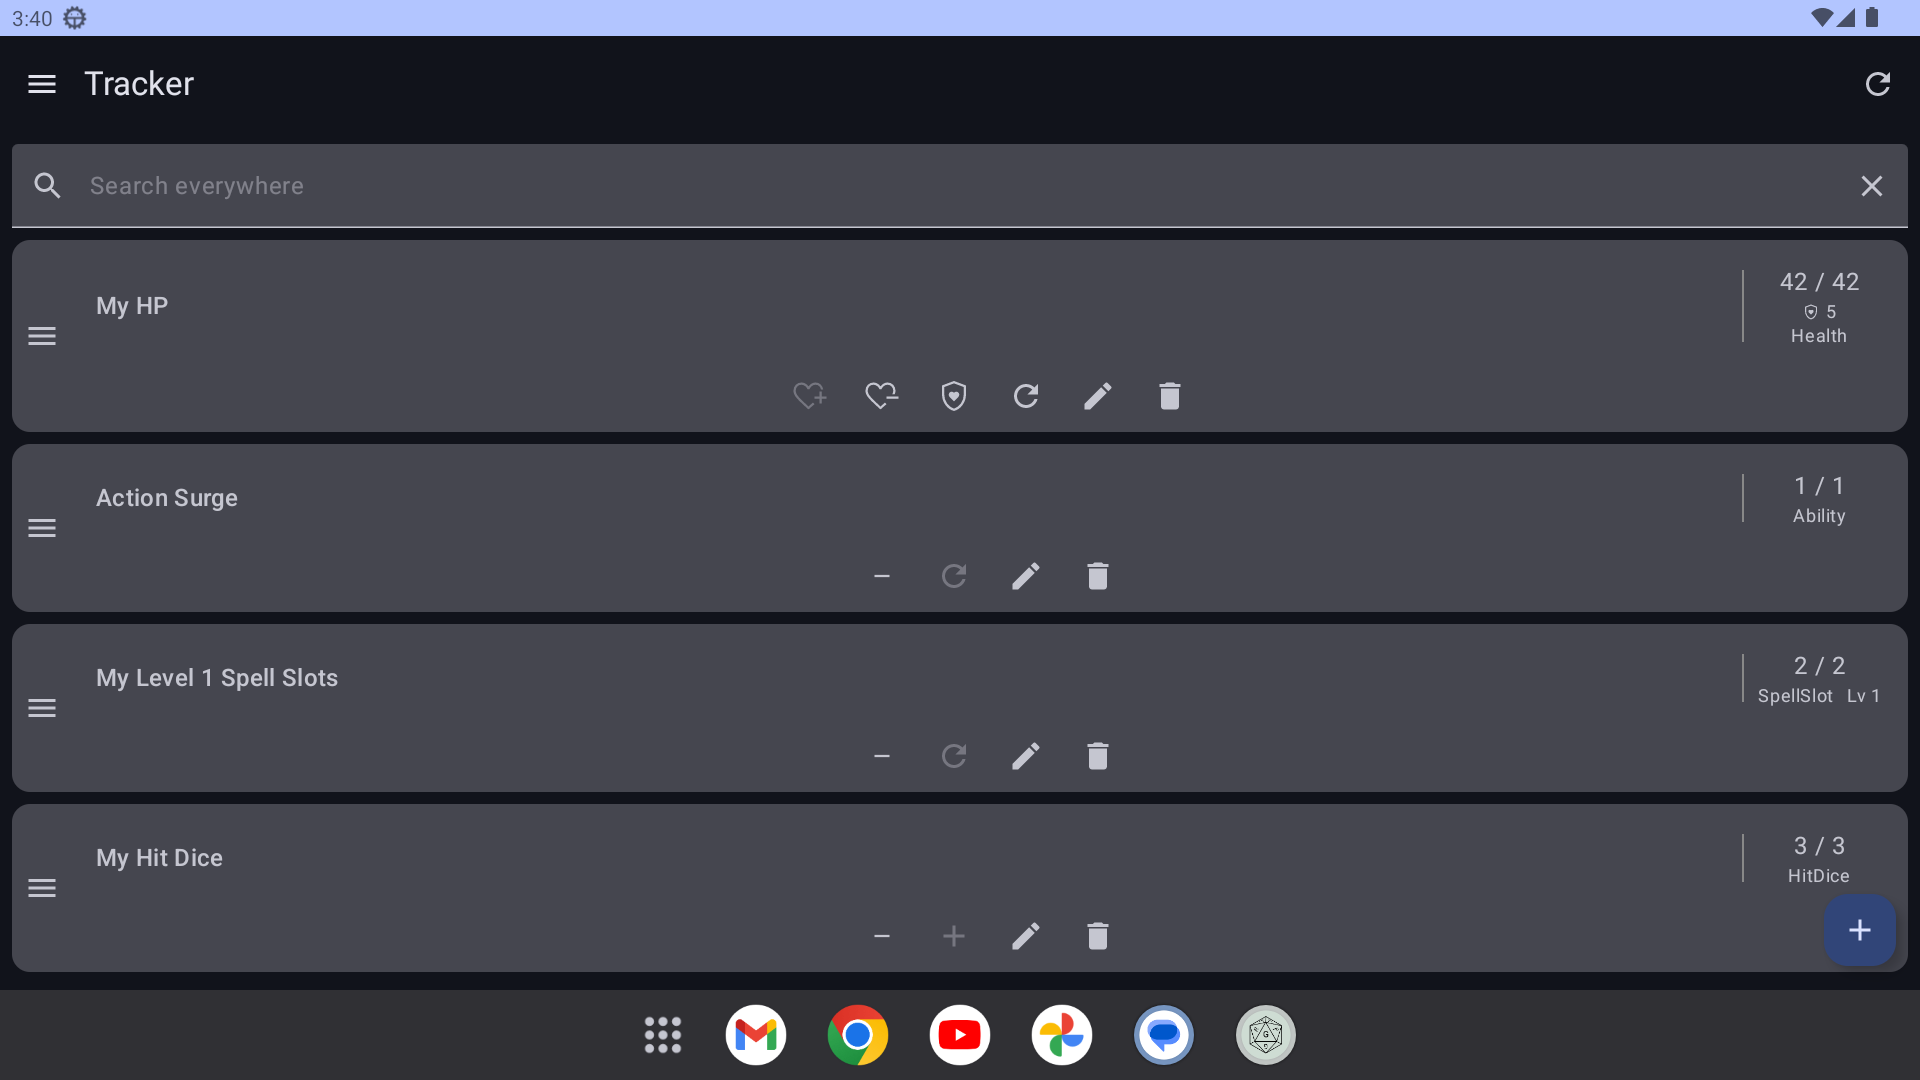 3:40
Tracker
Search everywhere
My HP
42 / 42
5
Health
Action Surge
1 / 1
Ability
My Level 1 Spell Slots
2 / 2
SpellSlot Lv 1
My Hit Dice
3 / 3
HitDice